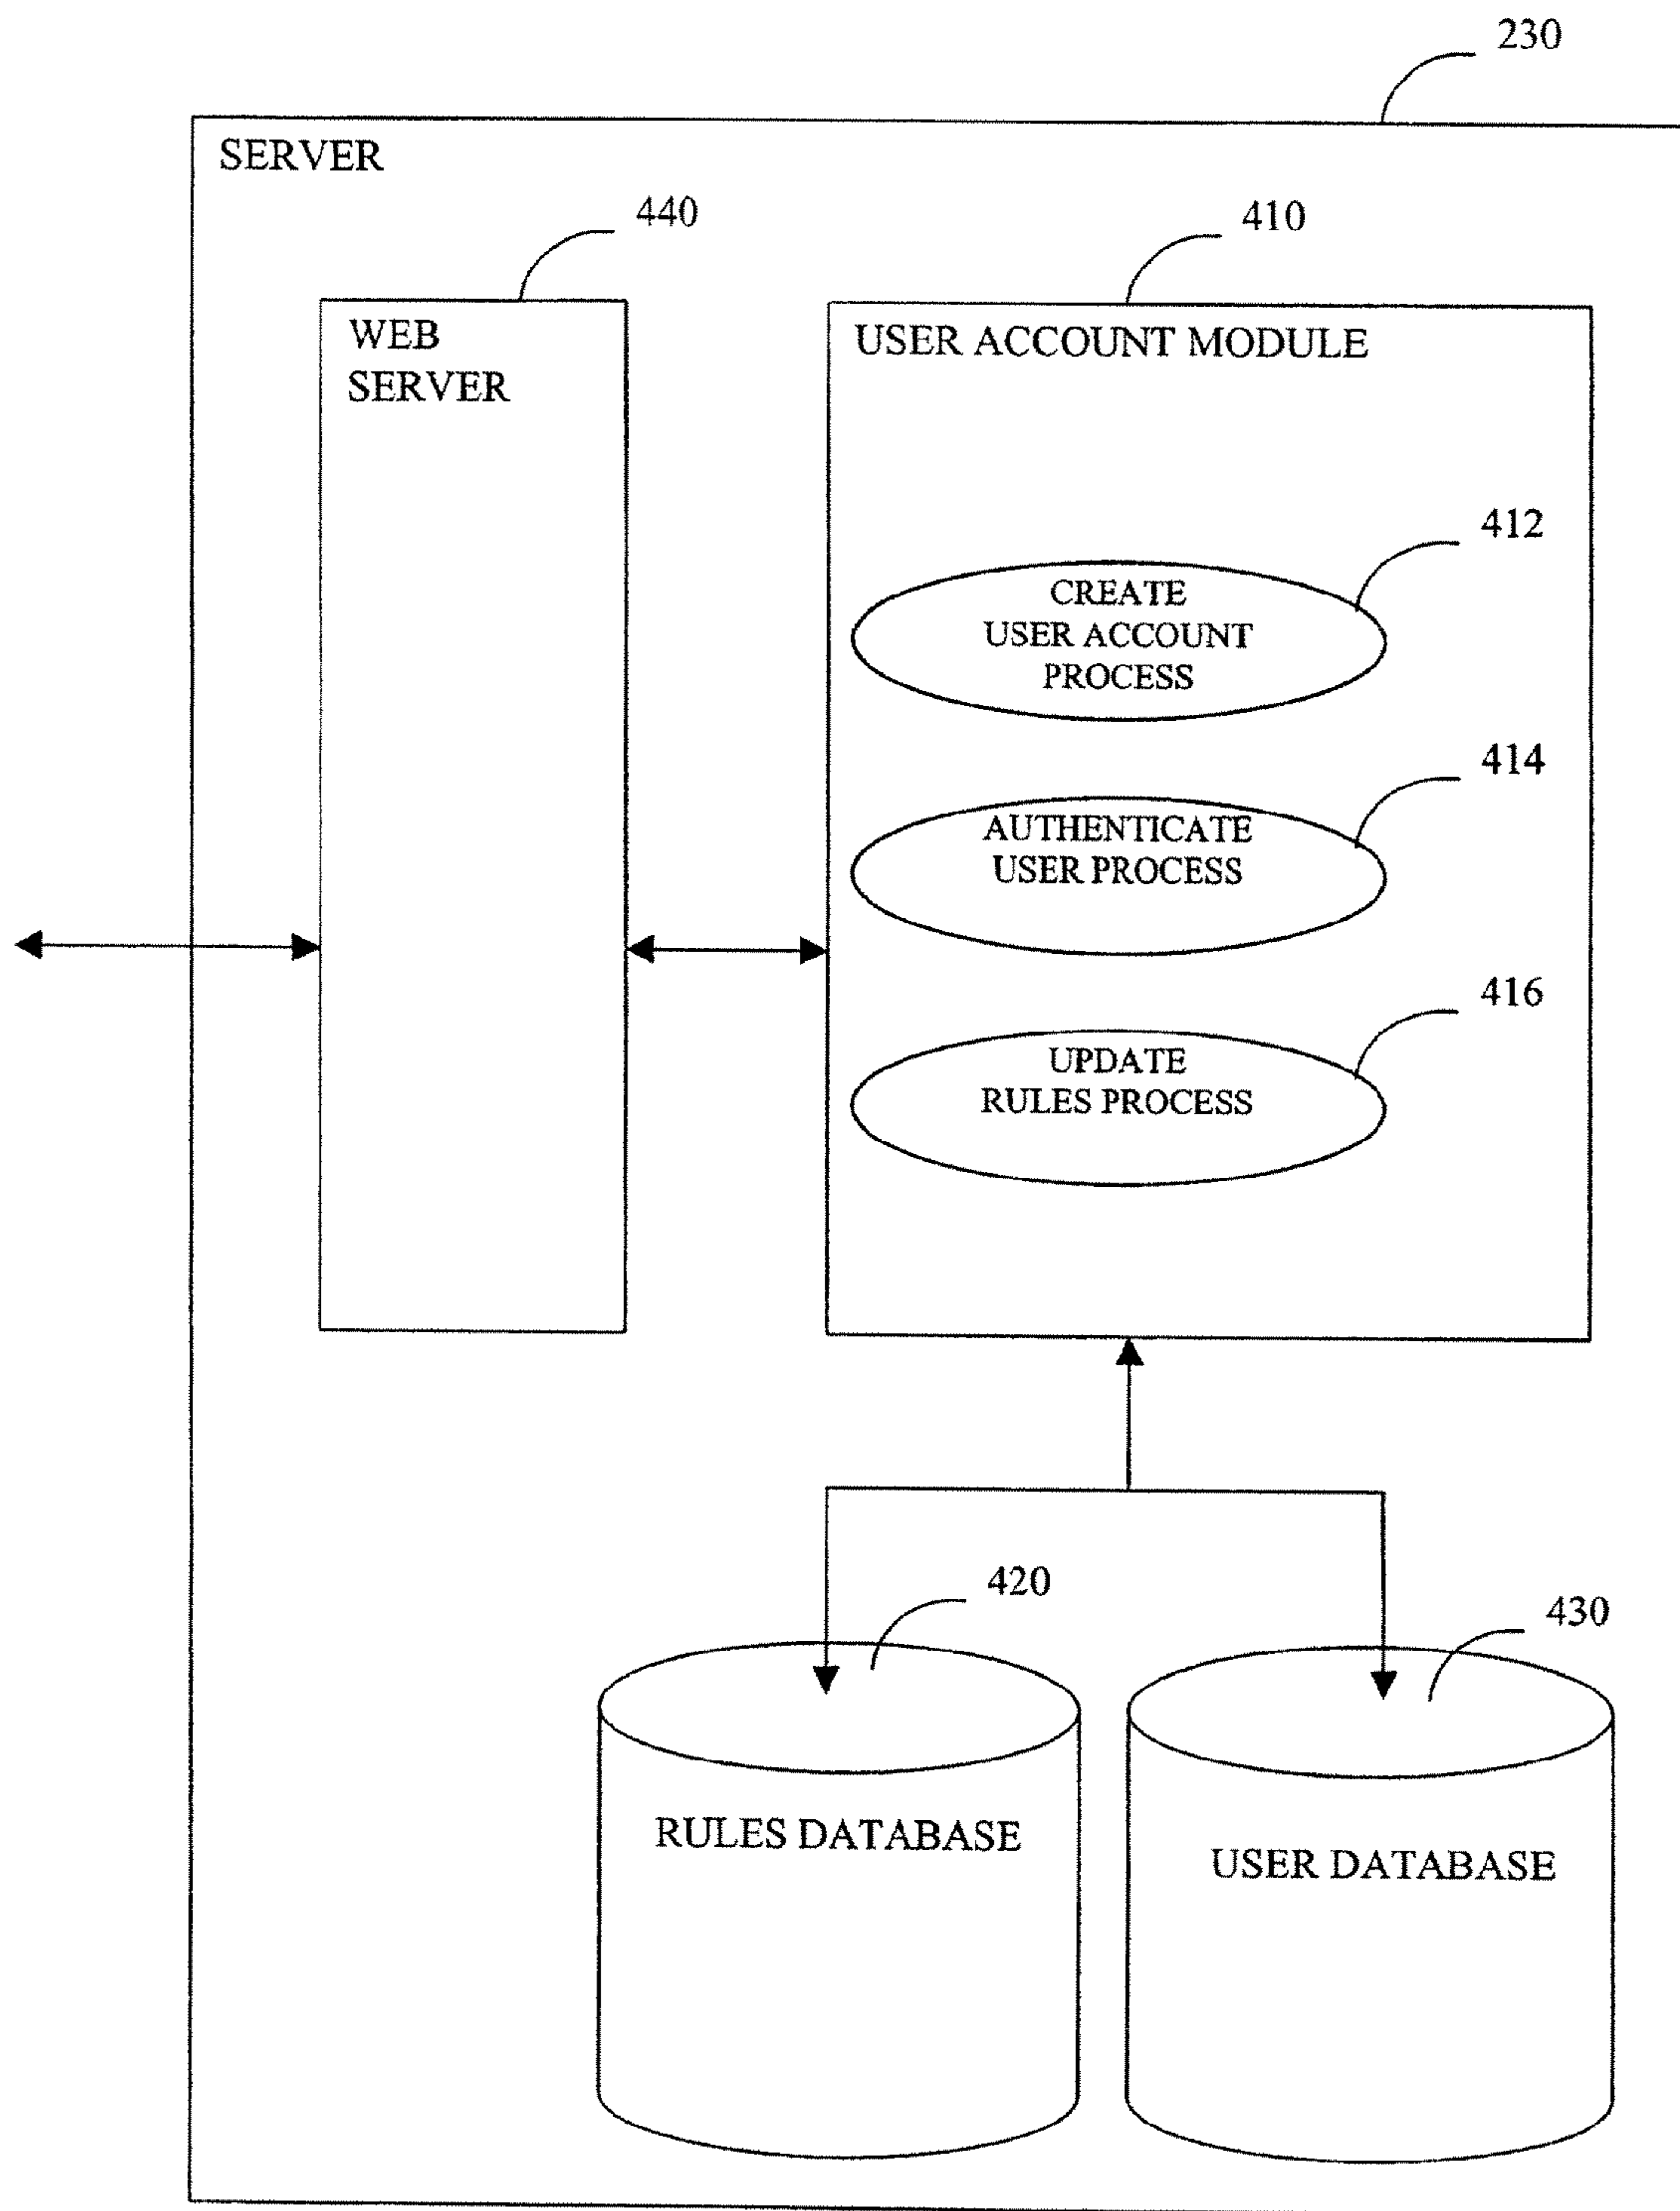 230
SERVER
440
410
WEB
SERVER
USER ACCOUNT MODULE
412
CREATE
USER ACCOUNT
PROCESS
414
AUTHENTICATE
USER PROCESS
416
UPDATE
RULES PROCESS
420
430
RULES DATABASE
USER DATABASE